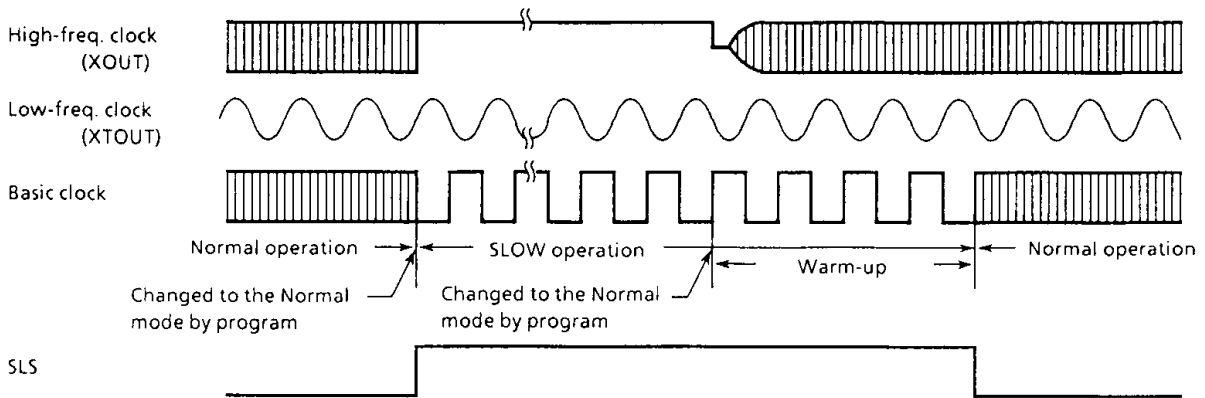 High-freq. clock
(XOUT)
Low-freq. clock
(XTOUT)
Basic clock
Normal operation
SLOW operation
Normal operation
Warm-up
Changed to the Normal
mode by program
Changed to the Normal
mode by program
SLS